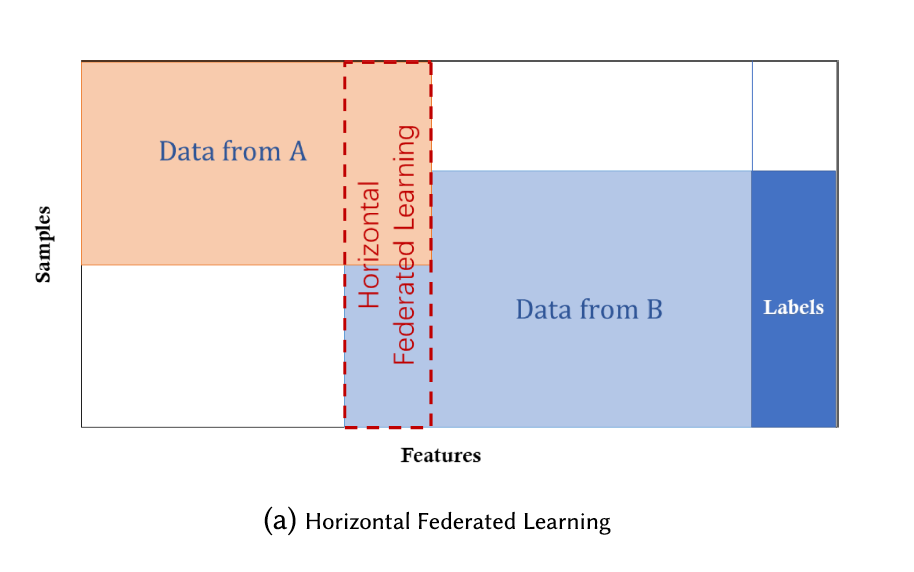 Data from A
Horizontal
Federated Learning
Samples
Data from B
Labels
Features
(a) Horizontal Federated Learning